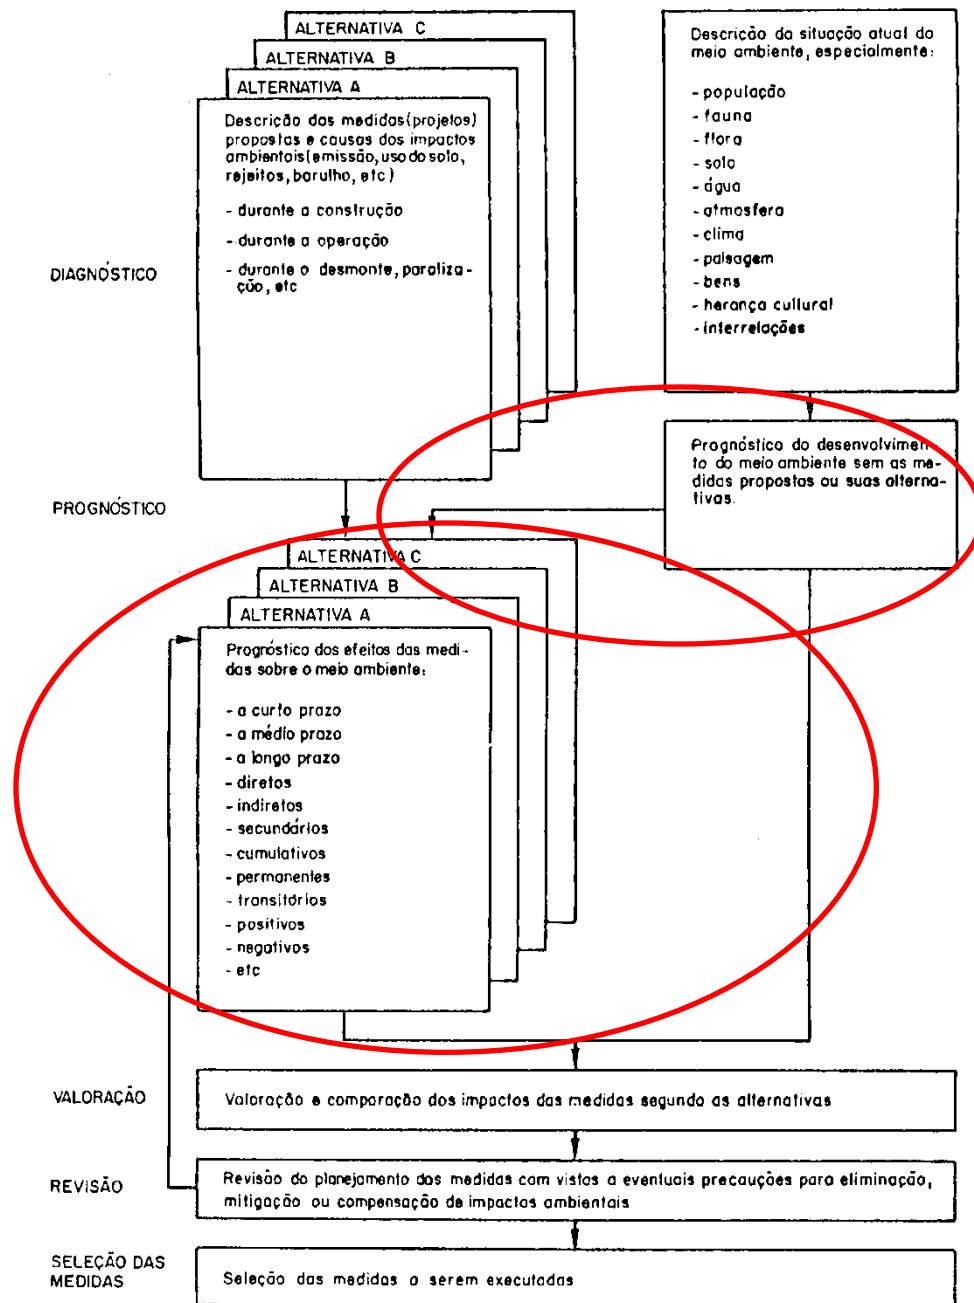 ALTERNATIVA C
ALTERNATIVA B
ALTERNATIVA A
Descrição das medidas (projetos)
propostas e causas dos impactos
ambientais (emissão, uso do solo,
rejeitos, barulho, etc)
- durante a construção
- durante a operação
- durante o desmonte, paraliza-
ção, etc
Descrição da situação atual do
meio ambiente, especialmente:
- população
- fauna
- flora
- solo
- água
- atmosfera
- clima
- paisagem
- bens
- herança cultural
- interrelações
DIAGNÓSTICO
Prognóstico do desenvolvimen-
to do meio ambiente sem as me-
didas propostas ou suas alterna-
tivas.
PROGNÓSTICO
ALTERNATIVA C
ALTERNATIVA B
ALTERNATIVA A
Prognóstico dos efeitos das medi-
das sobre o meio ambiente:
- a curto prazo
- a médio prazo
- a longo prazo
- diretos
- indiretos
- secundários
- cumulativos
- permanentes
- transitórios
- positivos
- negativos
- etc
VALORAÇÃO
Valoração e comparação dos impactos das medidas segundo as alternativas
REVISÃO
Revisão do planejamento das medidas com vistas a eventuais precauções para eliminação,
mitigação ou compensação de impactos ambientais
SELEÇÃO DAS
MEDIDAS
Seleção das medidas a serem executadas